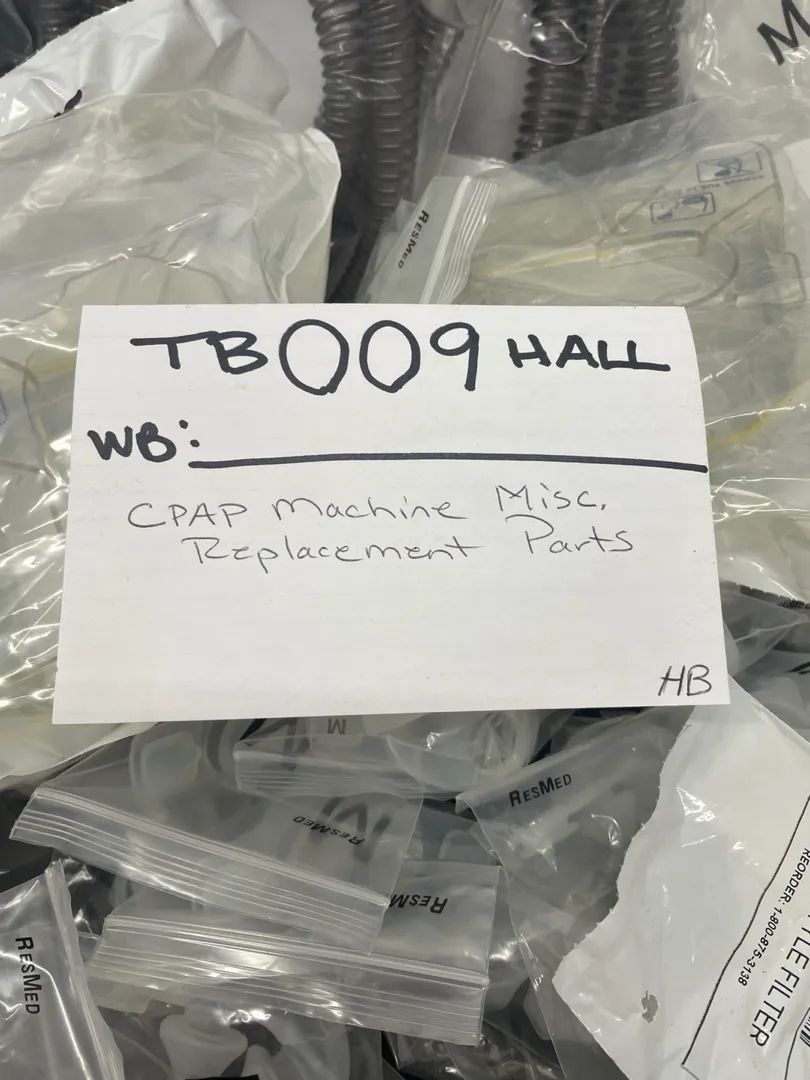 M
RESMED
TB009 HALL
WB:
CPAP Machine Misc.
Replacement Parts
HB
M
RESMED
M
RESMED
RESMED
RESMED
REORDER: 1-800-875-3138
TLE FILTER